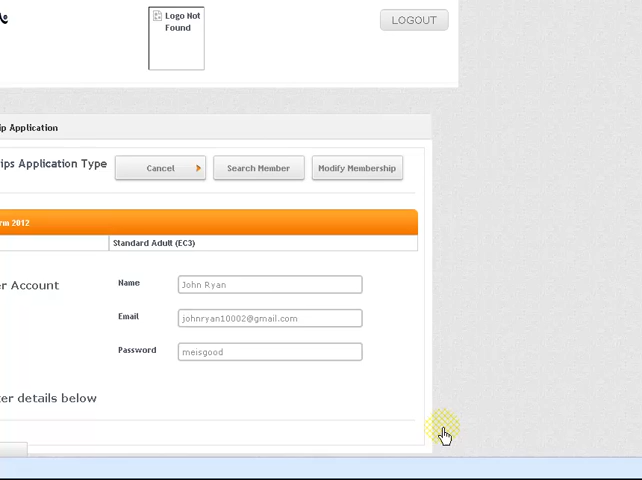 Logo Not
Found
LOGOUT
ip Application
ips Application Type
Cancel
Search Member
Modify Membership
rm 2012
Standard Adult (EC3)
er Account
Name
John Ryan
Email
johnryan10002@gmail.com
Password
meisgood
ter details below